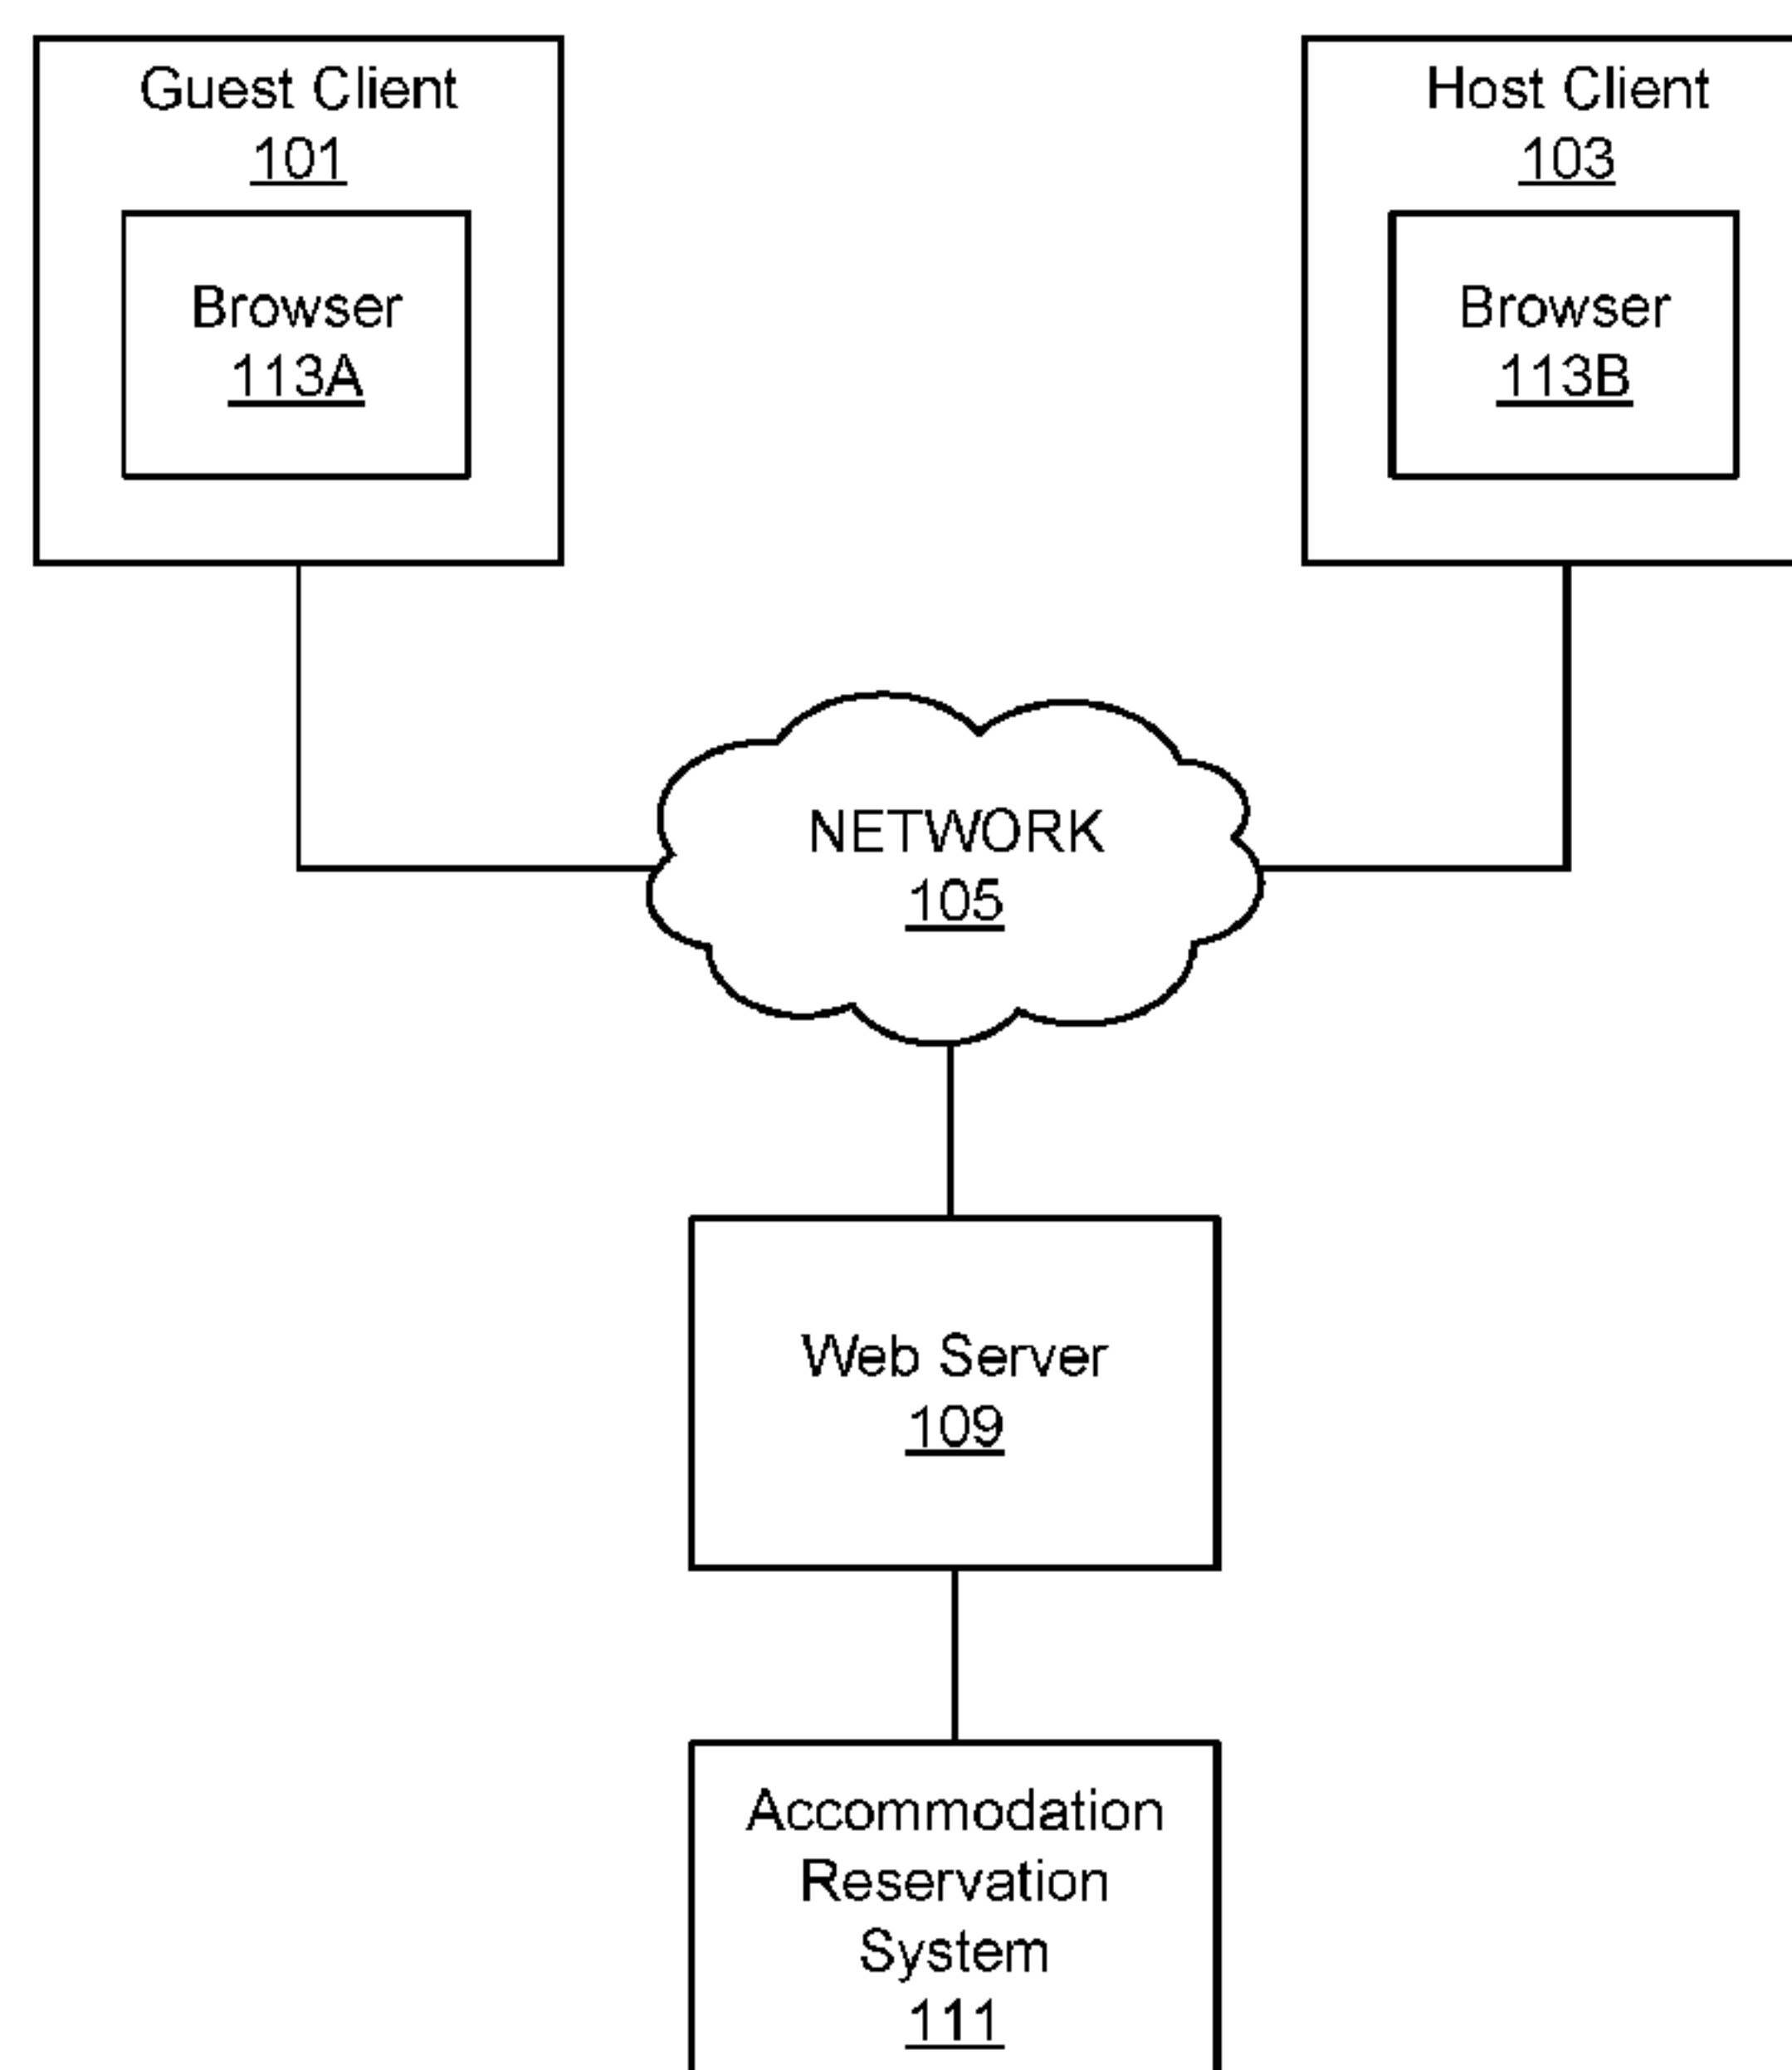 Guest Client
101
Browser
113A
Host Client
103
Browser
113B
NETWORK
105
Web Server
109
Accommodation
Reservation
System
111